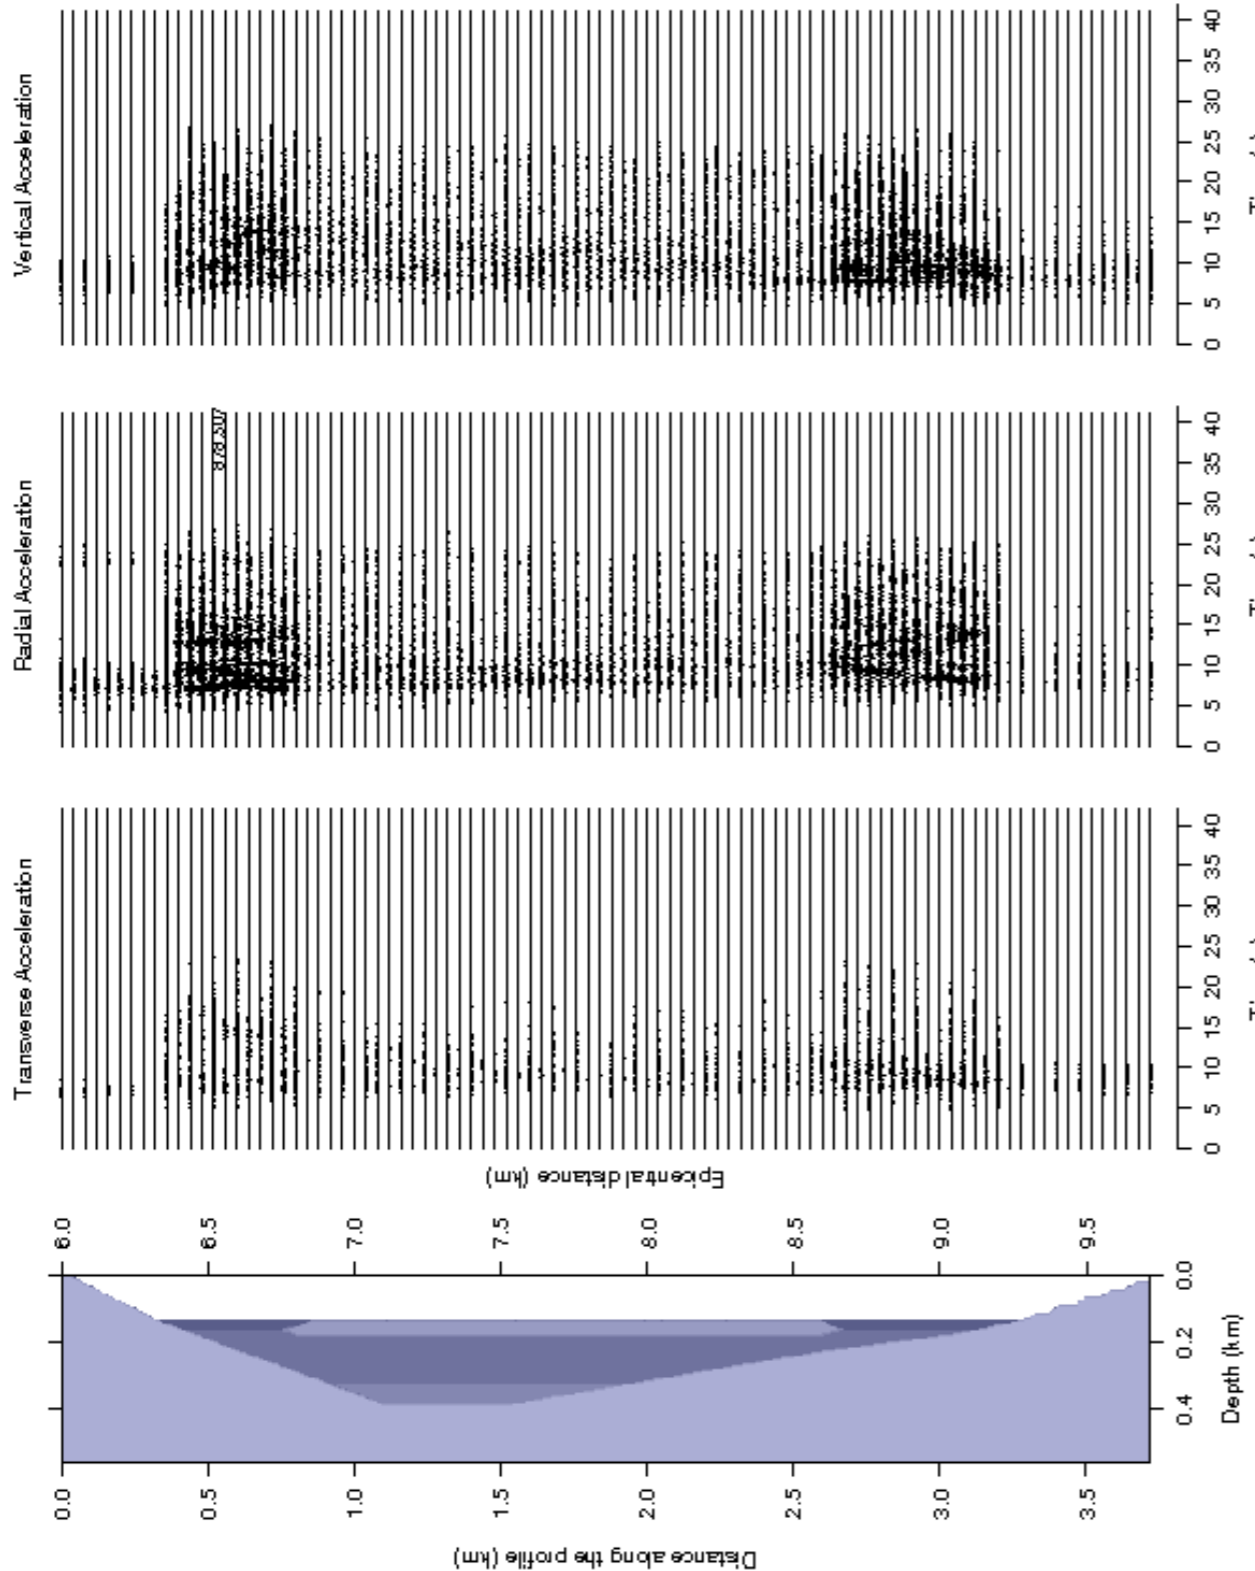 Vertical Acceleration
0 5 10 15 20 25 30 35 40
Radial Acceleration
0 5 10 15 20 25 30 35 40
Transverse Acceleration
0 5 10 15 20 25 30 35 40
Epicentral distance (km)
6.0 6.5 7.0 7.5 8.0 8.5 9.0 9.5
0.0 0.2 0.4
Depth (km)
0.0 0.5 1.0 1.5 2.0 2.5 3.0 3.5
Distance along the profile (km)